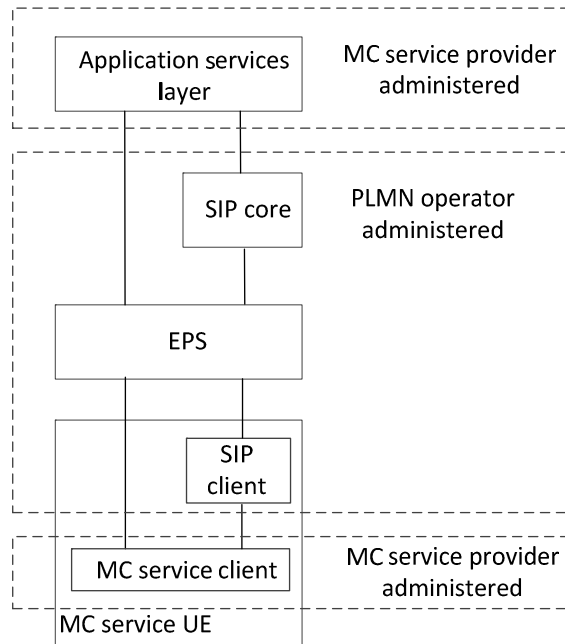 Application services
layer
MC service provider
administered
SIP core
PLMN operator
administered
EPS
SIP
client
MC service client
MC service provider
administered
MC service UE